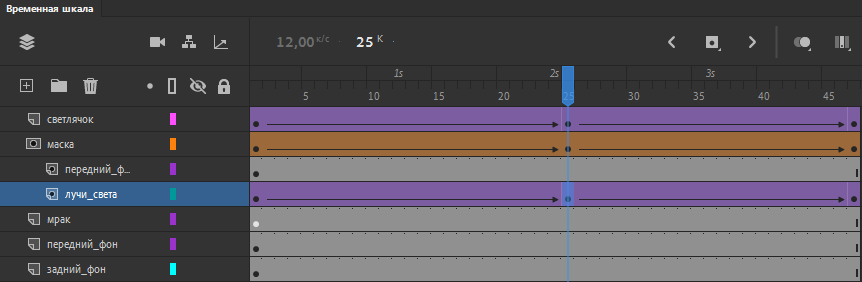 Временная шкала
12,00 к/с 25 К
1s 2s 3s
5 10 15 20 25 30 35 40 45
светлячок
маска
передний_ф...
лучи_света
мрак
передний_фон
задний_фон